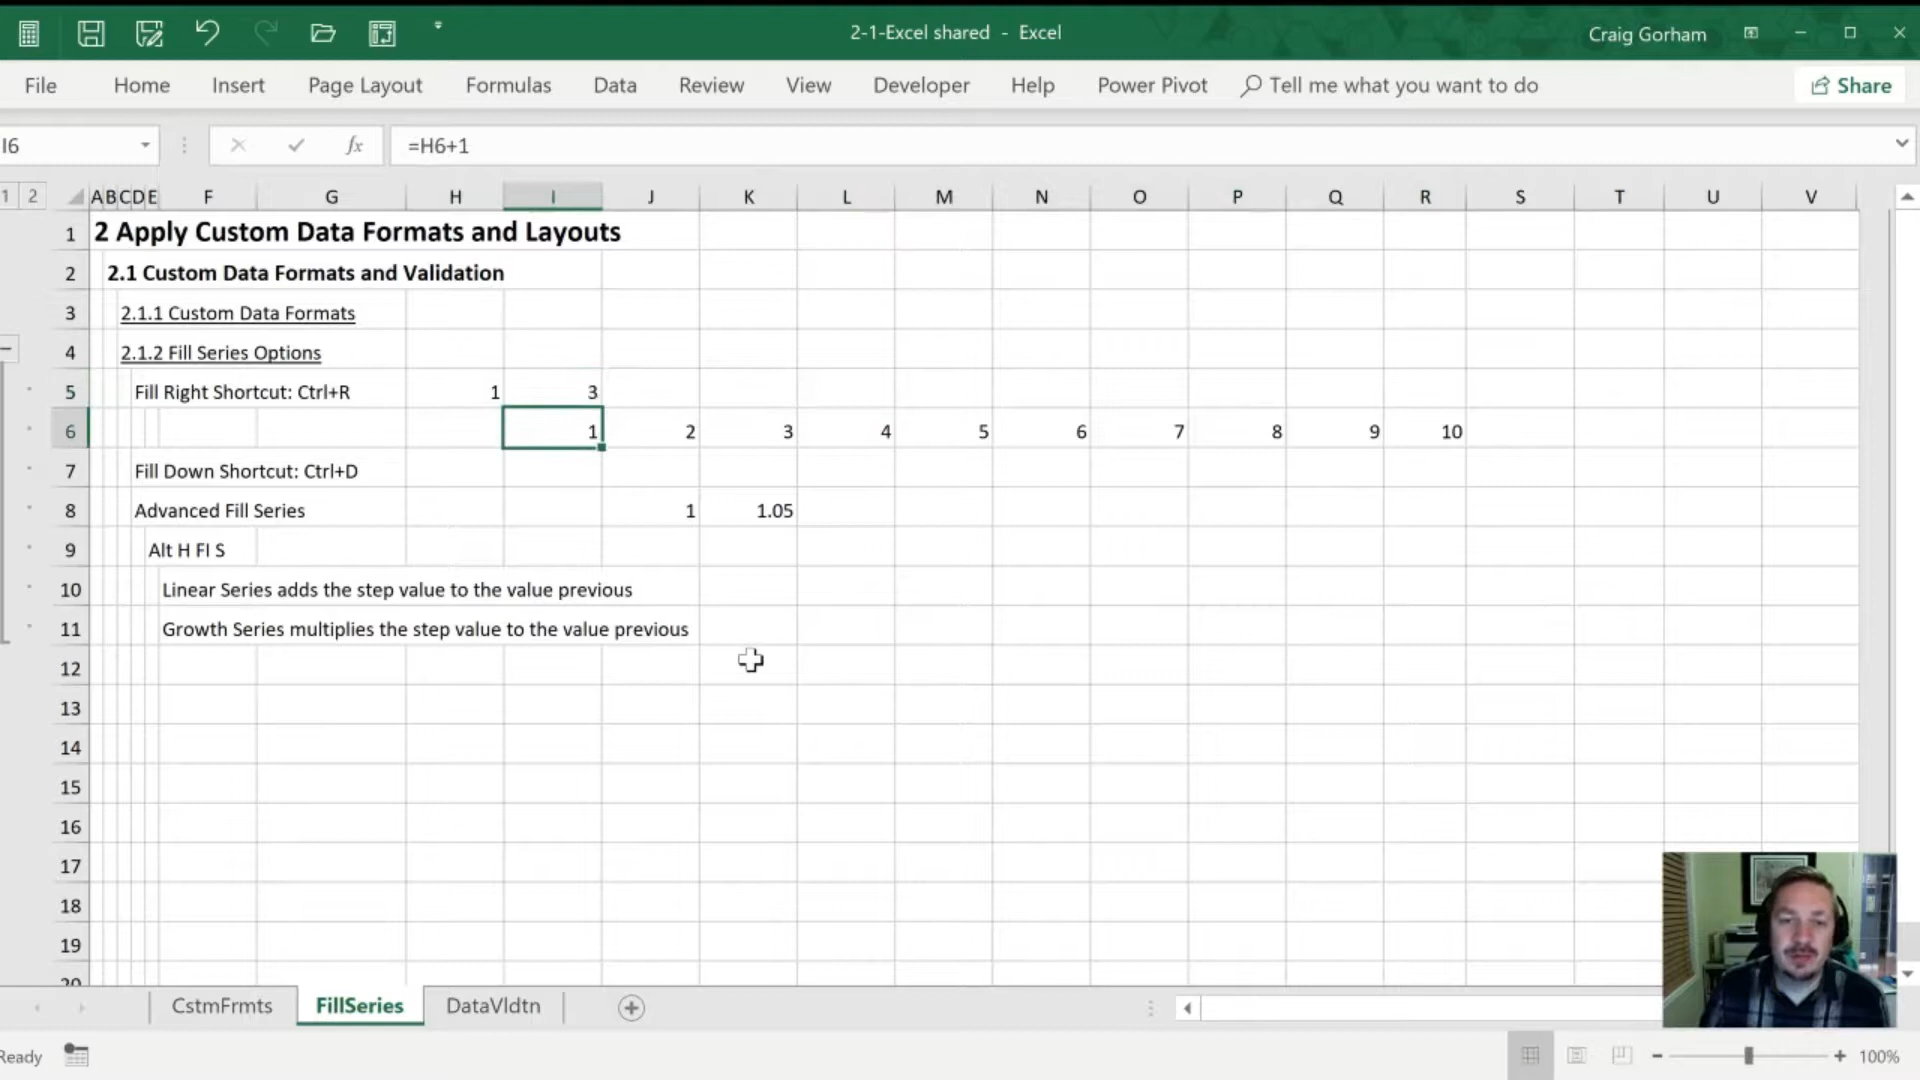 2-1-Excel shared - Excel
Craig Gorham
File Home Insert Page Layout Formulas Data Review View Developer Help Power Pivot Tell me what you want to do Share
I6 fx =H6+1
1 2 A B C D E F G H I J K L M N O P Q R S T U V
1 2 Apply Custom Data Formats and Layouts
2 2.1 Custom Data Formats and Validation
3 2.1.1 Custom Data Formats
4 2.1.2 Fill Series Options
5 Fill Right Shortcut: Ctrl+R 1 3
6 1 2 3 4 5 6 7 8 9 10
7 Fill Down Shortcut: Ctrl+D
8 Advanced Fill Series 1 1.05
9 Alt H FI S
10 Linear Series adds the step value to the value previous
11 Growth Series multiplies the step value to the value previous
12
13
14
15
16
17
18
19
20
CstmFrmts FillSeries DataVldtn
Ready 100%